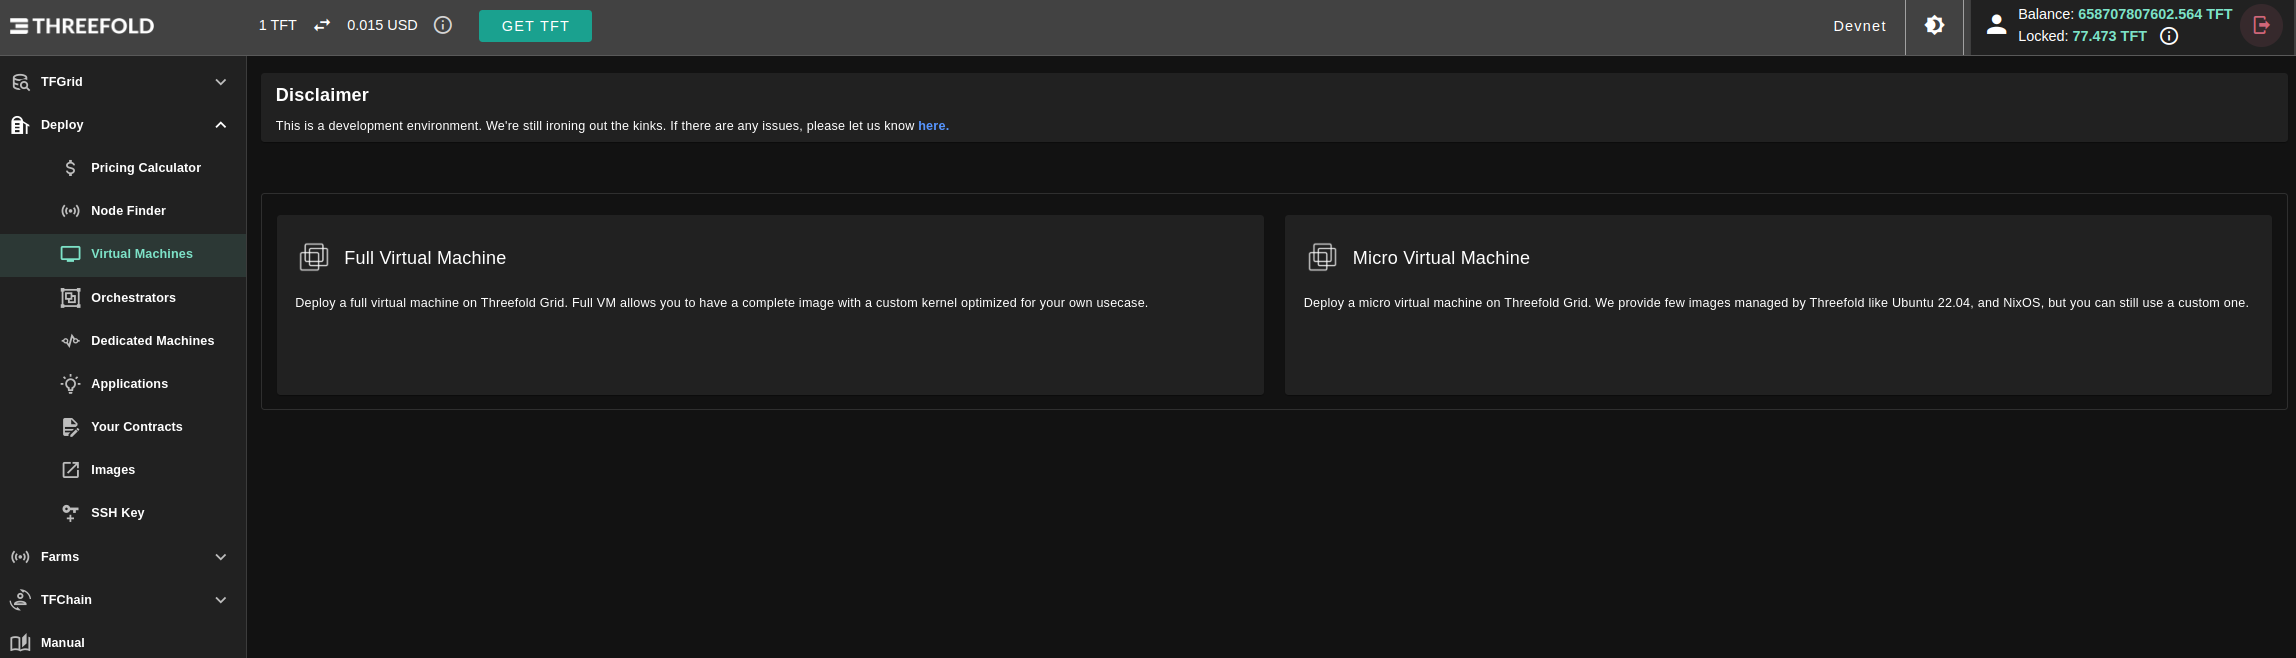 THREEFOLD
1 TFT
0.015 USD
GET TFT
Devnet
Balance: 658707807602.564 TFT
Locked: 77.473 TFT
TFGrid
Deploy
Pricing Calculator
Node Finder
Virtual Machines
Orchestrators
Dedicated Machines
Applications
Your Contracts
Images
SSH Key
Farms
TFChain
Manual
Disclaimer
This is a development environment. We're still ironing out the kinks. If there are any issues, please let us know here.
Full Virtual Machine
Deploy a full virtual machine on Threefold Grid. Full VM allows you to have a complete image with a custom kernel optimized for your own usecase.
Micro Virtual Machine
Deploy a micro virtual machine on Threefold Grid. We provide few images managed by Threefold like Ubuntu 22.04, and NixOS, but you can still use a custom one.